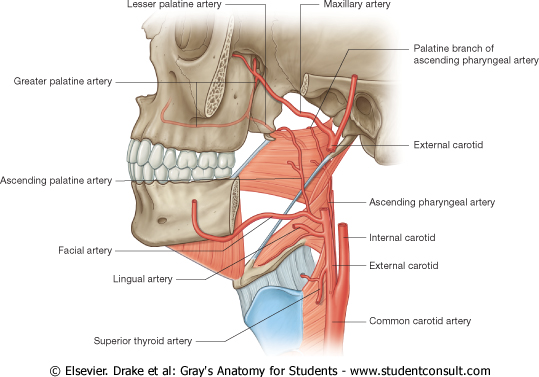 Lesser palatine artery
Maxillary artery
Palatine branch of
ascending pharyngeal artery
Greater palatine artery
External carotid
Ascending palatine artery
Ascending pharyngeal artery
Facial artery
Internal carotid
External carotid
Lingual artery
Common carotid artery
Superior thyroid artery
© Elsevier. Drake et al: Gray's Anatomy for Students - www.studentconsult.com